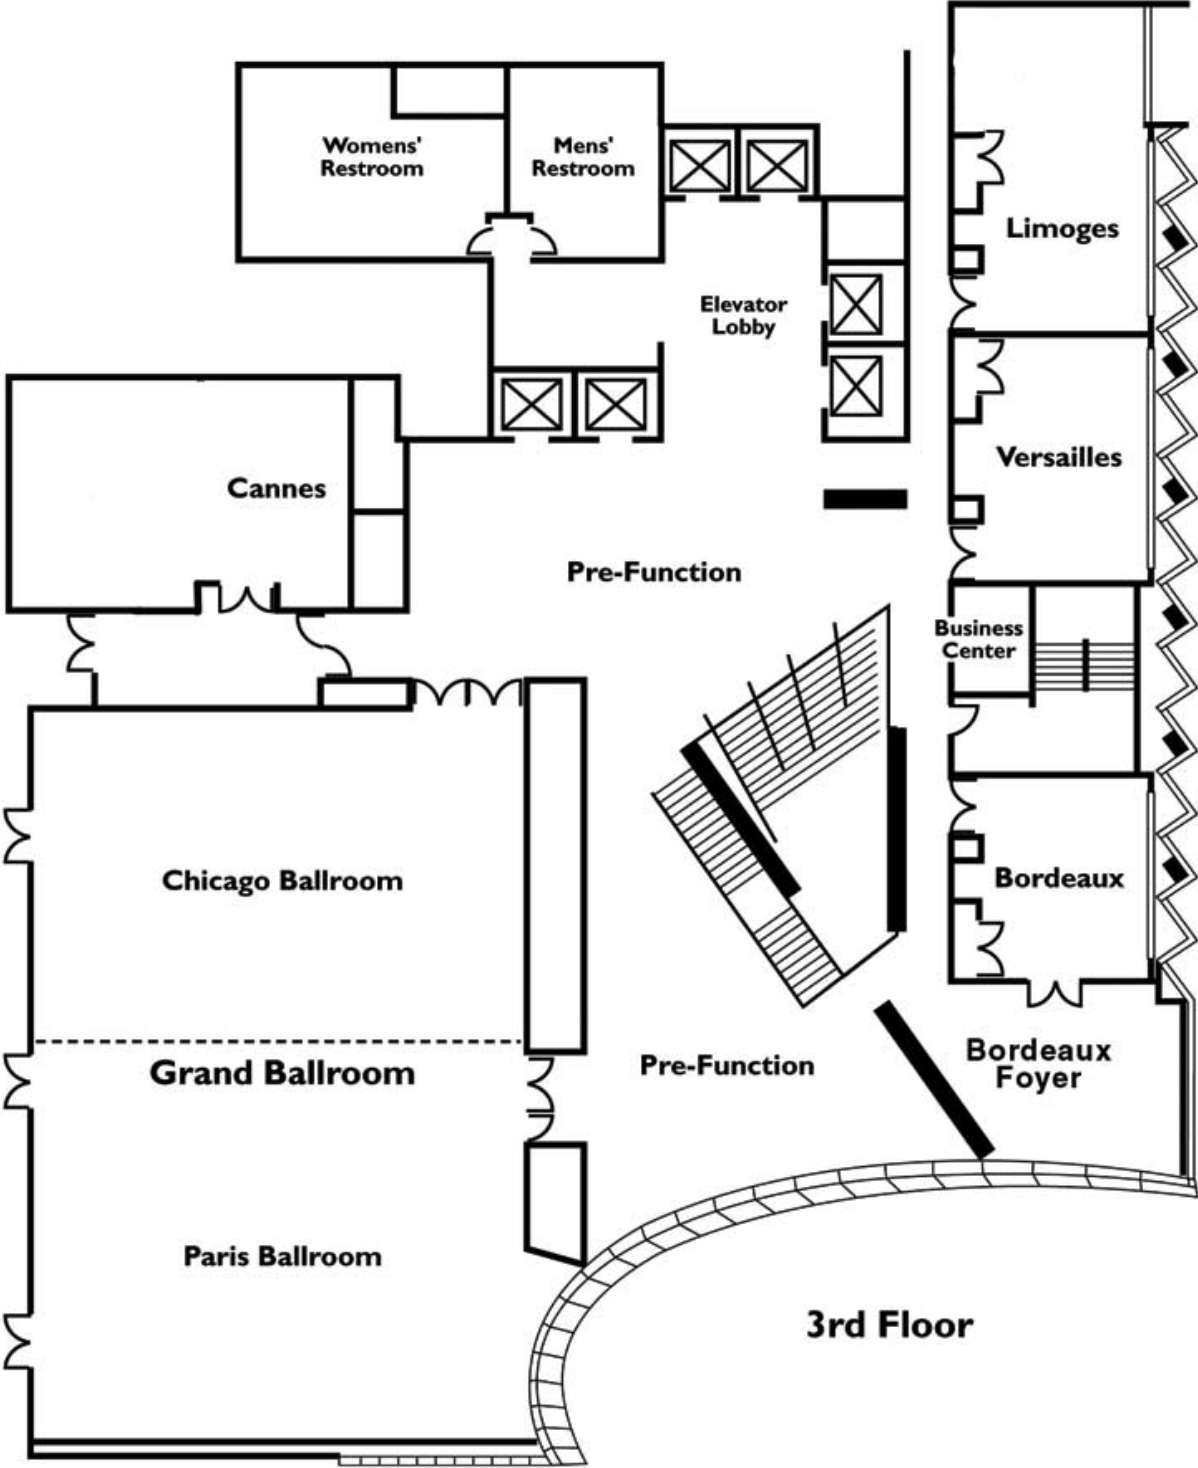 Womens'
Restroom
Mens'
Restroom
Limoges
Elevator
Lobby
Versailles
Cannes
Pre-Function
Business
Center
Chicago Ballroom
Bordeaux
Grand Ballroom
Pre-Function
Bordeaux
Foyer
Paris Ballroom
3rd Floor